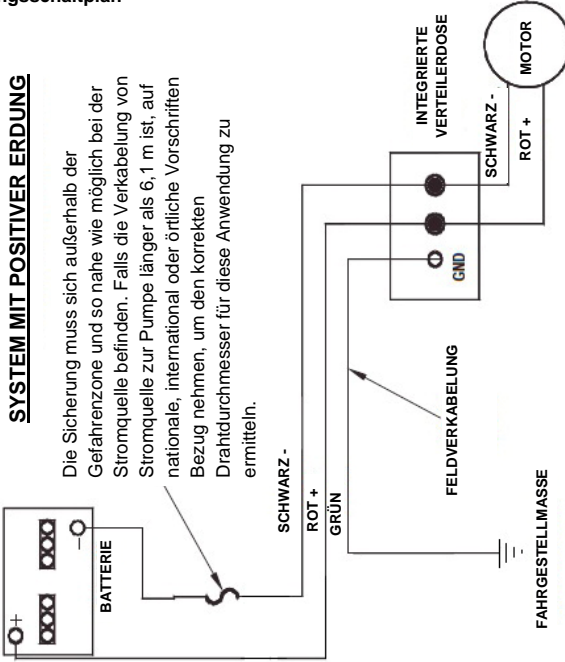 ngsschaltplan
SYSTEM MIT POSITIVER ERDUNG
Die Sicherung muss sich außerhalb der
Gefahrenzone und so nahe wie möglich bei der
Stromquelle befinden. Falls die Verkabelung von
Stromquelle zur Pumpe länger als 6,1 m ist, auf
nationale, international oder örtliche Vorschriften
Bezug nehmen, um den korrekten
Drahtdurchmesser für diese Anwendung zu
ermitteln.
+
-
BATTERIE
SCHWARZ -
ROT +
GRÜN
INTEGRIERTE
VERTEILERDOSE
GND
SCHWARZ -
ROT +
MOTOR
FELDVERKABELUNG
FAHRGESTELLMASSE